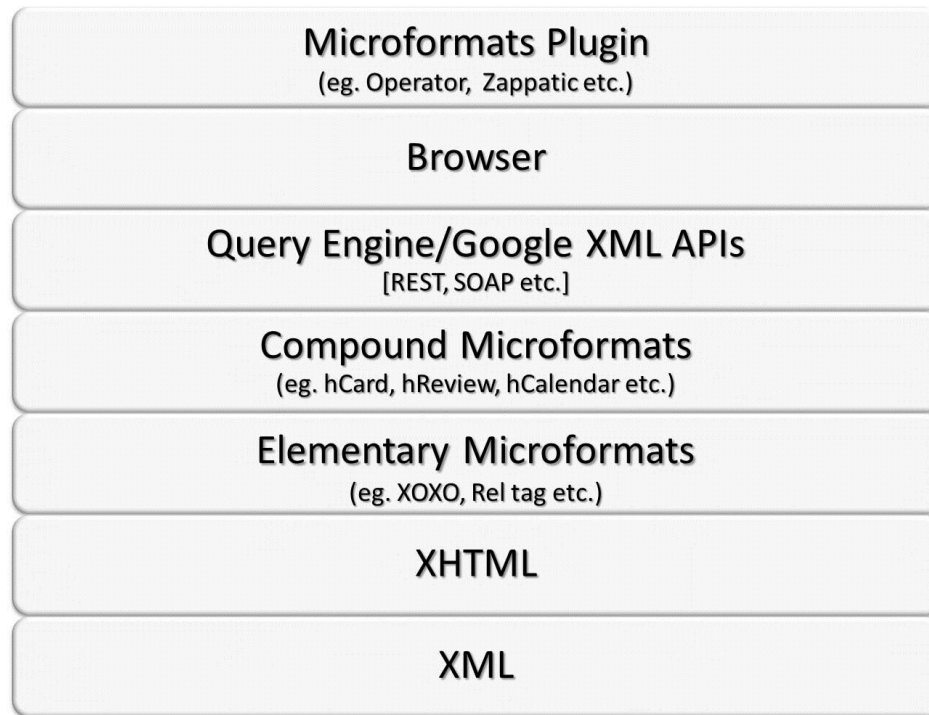 Microformats Plugin
(eg. Operator, Zappatic etc.)
Browser
Query Engine/Google XML APIs
[REST, SOAP etc.]
Compound Microformats
(eg. hCard, hReview, hCalendar etc.)
Elementary Microformats
(eg. XOXO, Rel tag etc.)
XHTML
XML